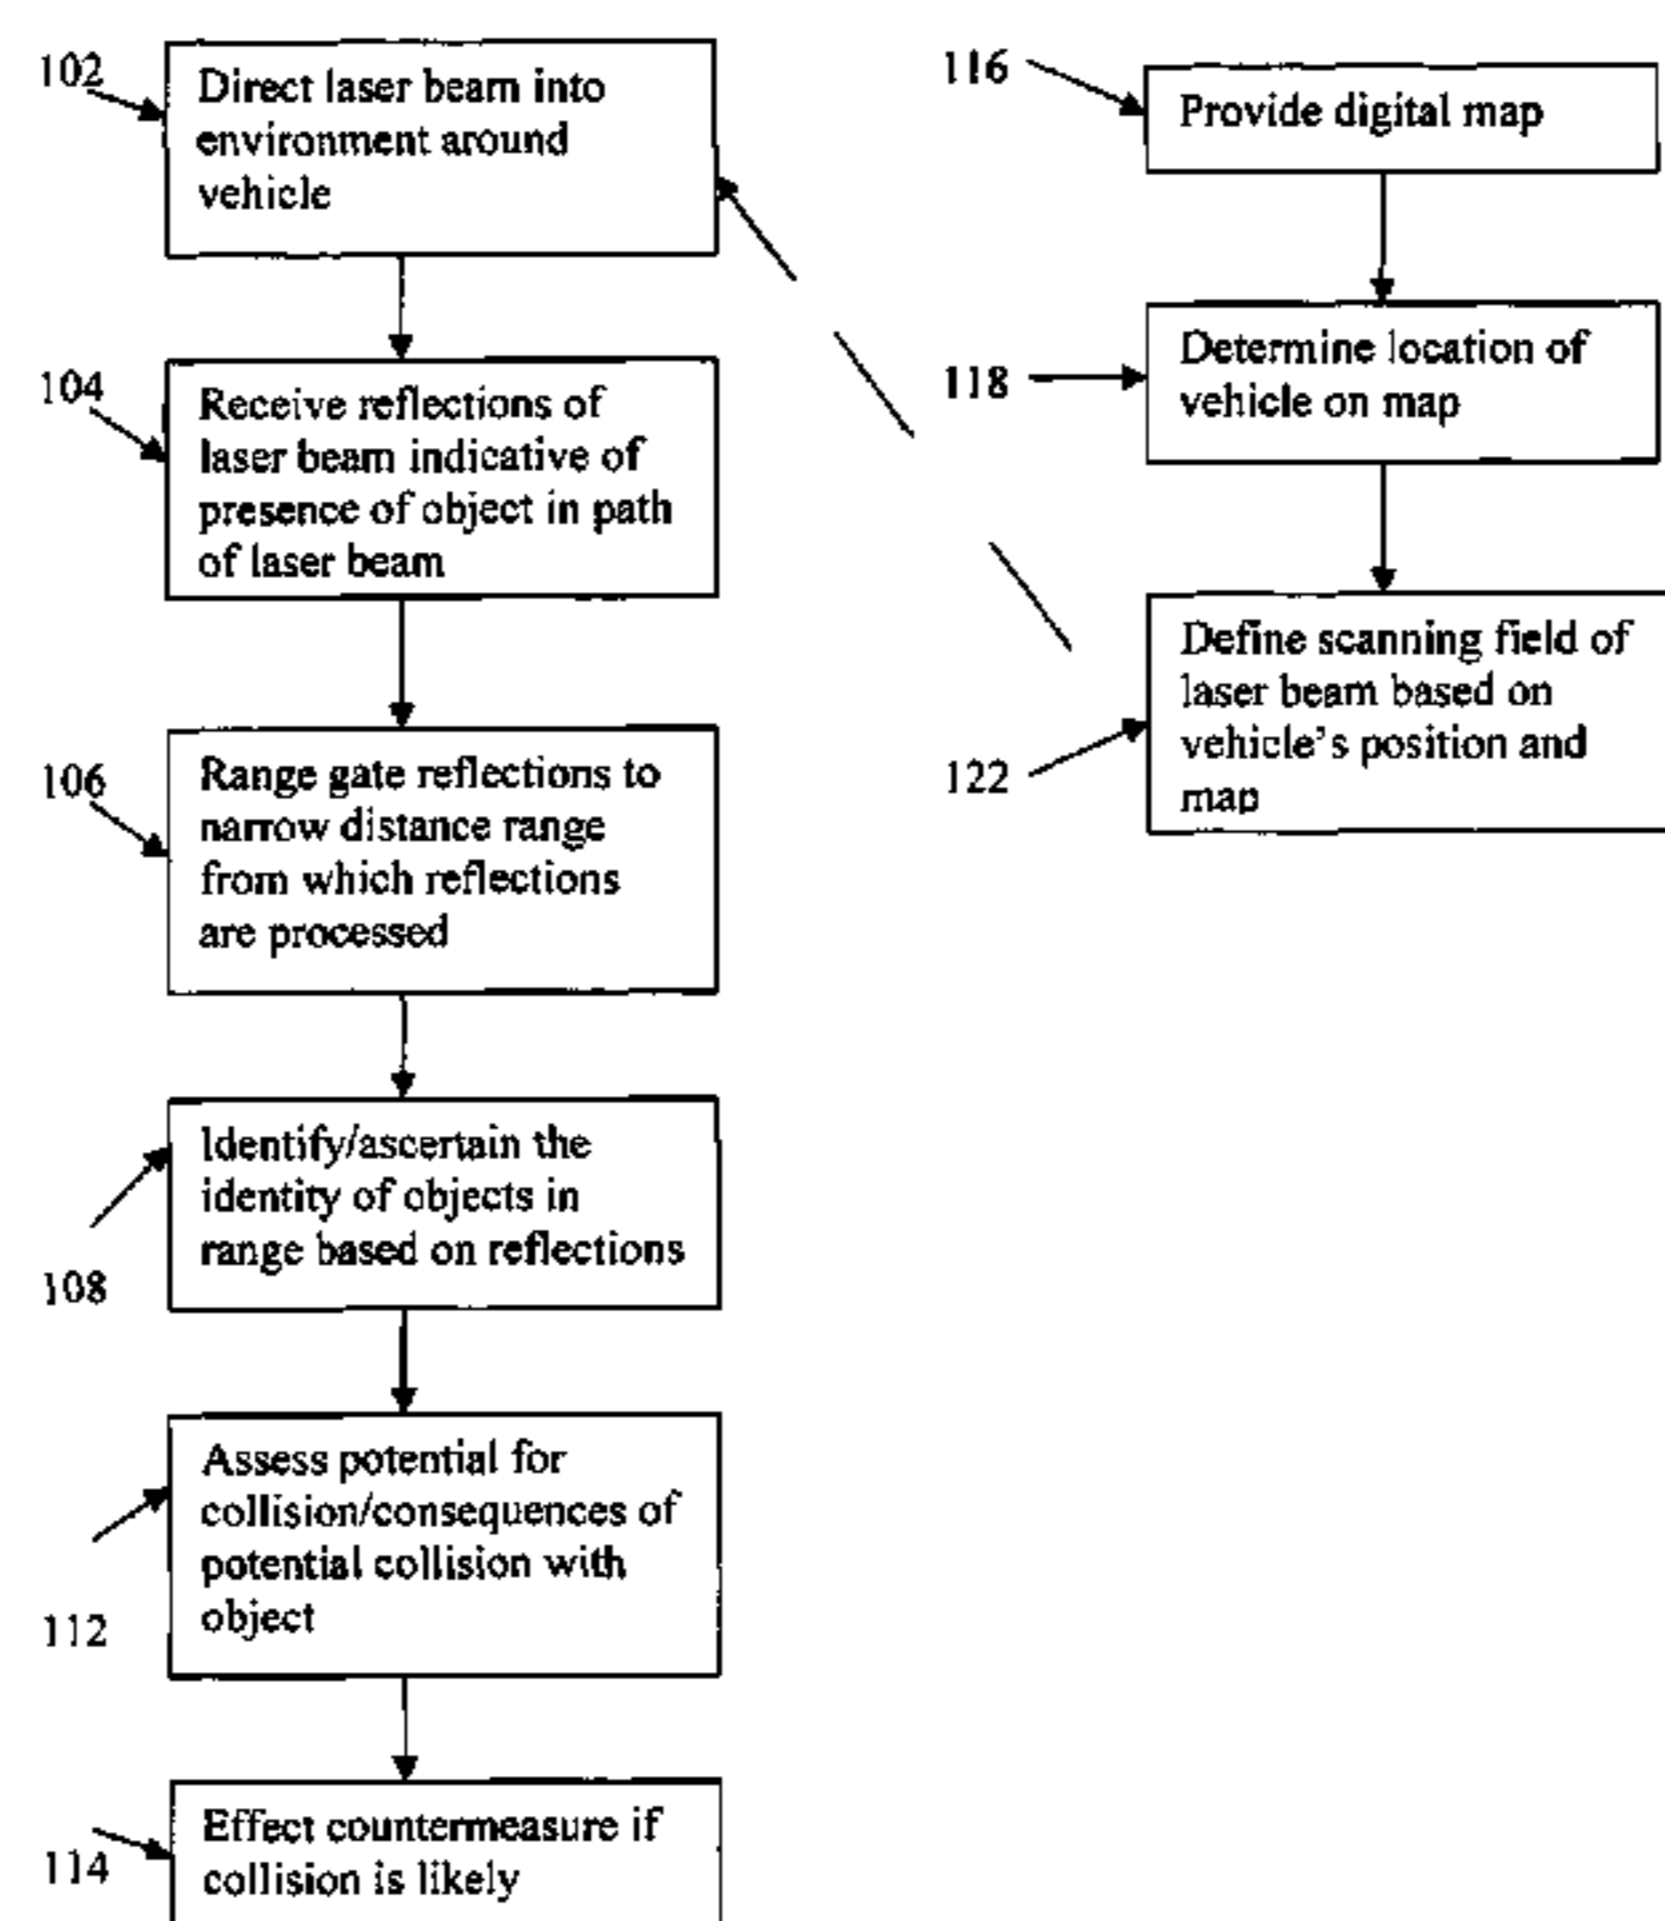 102
Direct laser beam into
environment around
vehicle
104
Receive reflections of
laser beam indicative of
presence of object in path
of laser beam
106
Range gate reflections to
narrow distance range
from which reflections
are processed
108
Identify/ascertain the
identity of objects in
range based on reflections
112
Assess potential for
collision/consequences of
potential collision with
object
114
Effect countermeasure if
collision is likely
116
Provide digital map
118
Determine location of
vehicle on map
122
Define scanning field of
laser beam based on
vehicle's position and
map